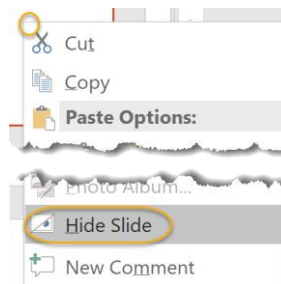 Cut
Copy
Paste Options:
Photo Album...
Hide Slide
New Comment